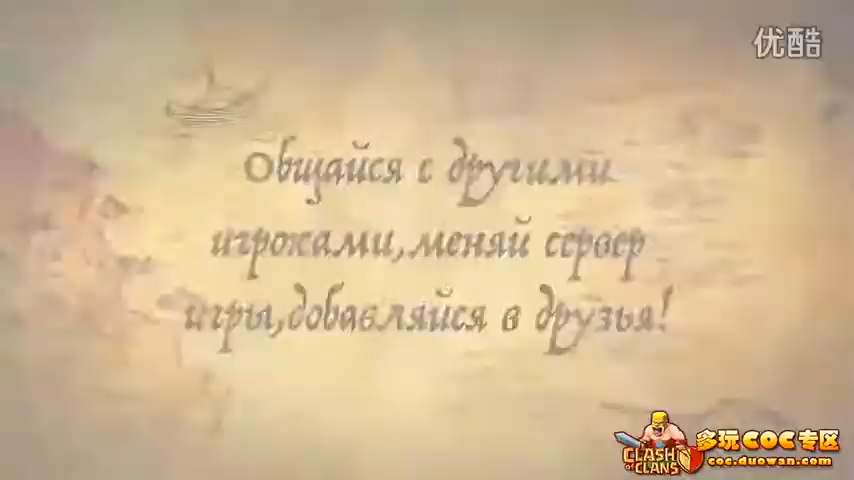 优酷
Общайся с другими
игроками,меняй сервер
игры,добавляйся в друзья!
CLASH
of CLANS
多玩COC专区
coc.duowan.com